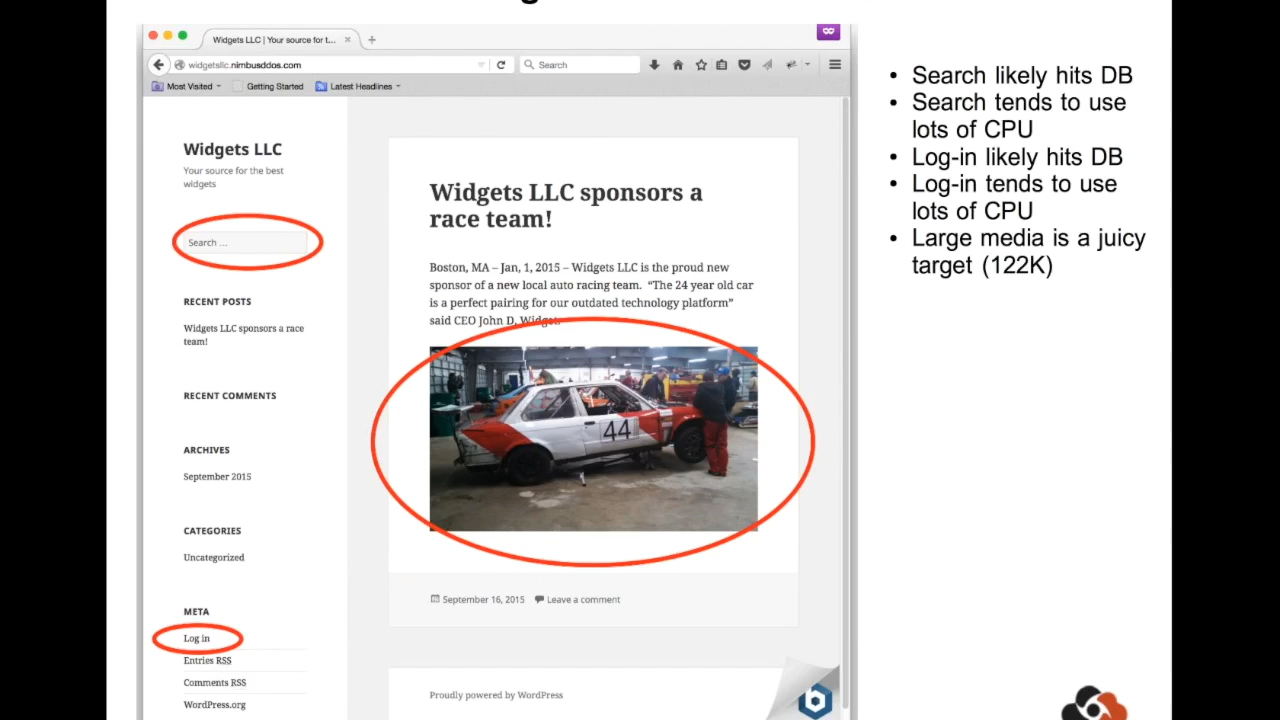 Widgets LLC | Your source for t...
widgetsllc.nimbusddos.com
Search
Most Visited
Getting Started
Latest Headlines
Widgets LLC
Your source for the best
widgets
Search ...
RECENT POSTS
Widgets LLC sponsors a race
team!
RECENT COMMENTS
ARCHIVES
September 2015
CATEGORIES
Uncategorized
META
Log in
Entries RSS
Comments RSS
WordPress.org
Widgets LLC sponsors a
race team!
Boston, MA – Jan, 1, 2015 – Widgets LLC is the proud new
sponsor of a new local auto racing team. “The 24 year old car
is a perfect pairing for our outdated technology platform”
said CEO John D. Widget.
44
September 16, 2015
Leave a comment
Proudly powered by WordPress
• Search likely hits DB
• Search tends to use
lots of CPU
• Log-in likely hits DB
• Log-in tends to use
lots of CPU
• Large media is a juicy
target (122K)